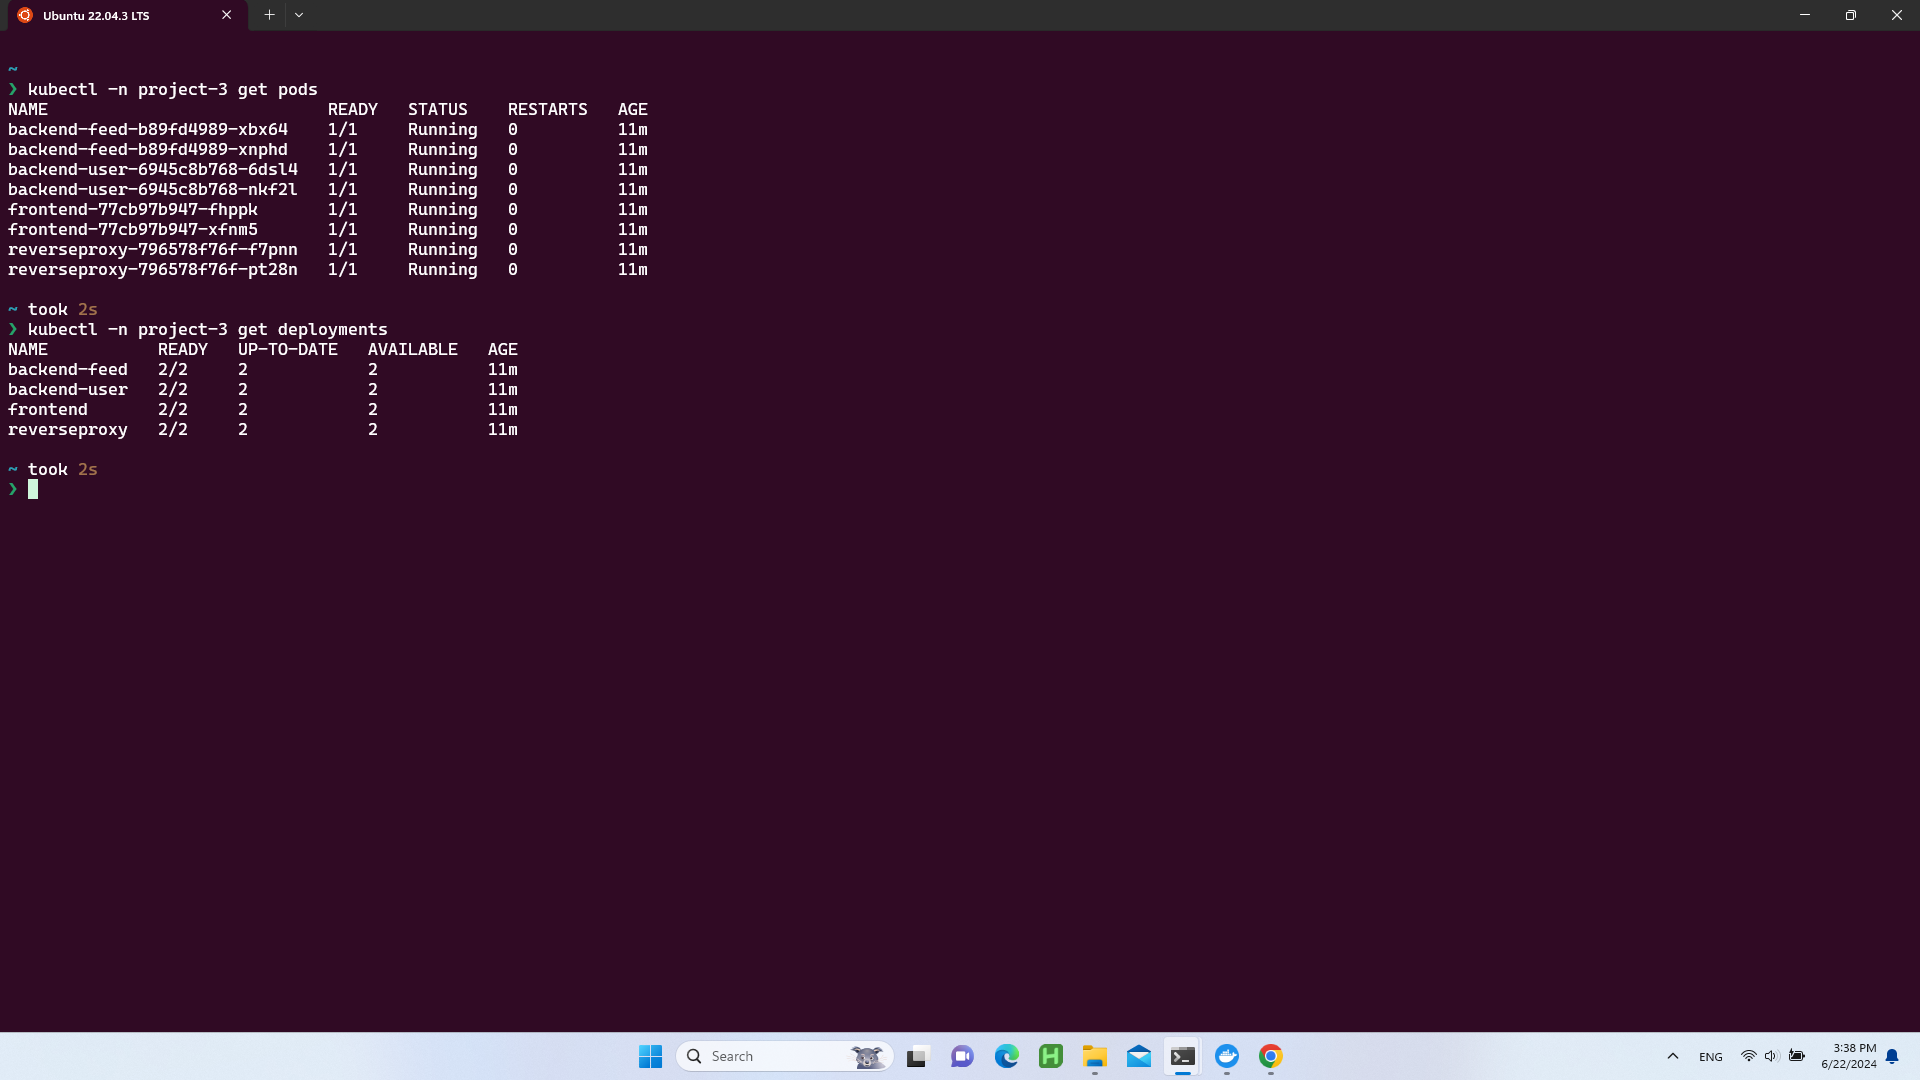 Ubuntu 22.04.3 LTS
~
❯ kubectl -n project-3 get pods
NAME READY STATUS RESTARTS AGE
backend-feed-b89fd4989-xbx64 1/1 Running 0 11m
backend-feed-b89fd4989-xnphd 1/1 Running 0 11m
backend-user-6945c8b768-6dsl4 1/1 Running 0 11m
backend-user-6945c8b768-nkf2l 1/1 Running 0 11m
frontend-77cb97b947-fhppk 1/1 Running 0 11m
frontend-77cb97b947-xfnm5 1/1 Running 0 11m
reverseproxy-796578f76f-f7pnn 1/1 Running 0 11m
reverseproxy-796578f76f-pt28n 1/1 Running 0 11m
~ took 2s
❯ kubectl -n project-3 get deployments
NAME READY UP-TO-DATE AVAILABLE AGE
backend-feed 2/2 2 2 11m
backend-user 2/2 2 2 11m
frontend 2/2 2 2 11m
reverseproxy 2/2 2 2 11m
~ took 2s
❯
Search
ENG
3:38 PM
6/22/2024